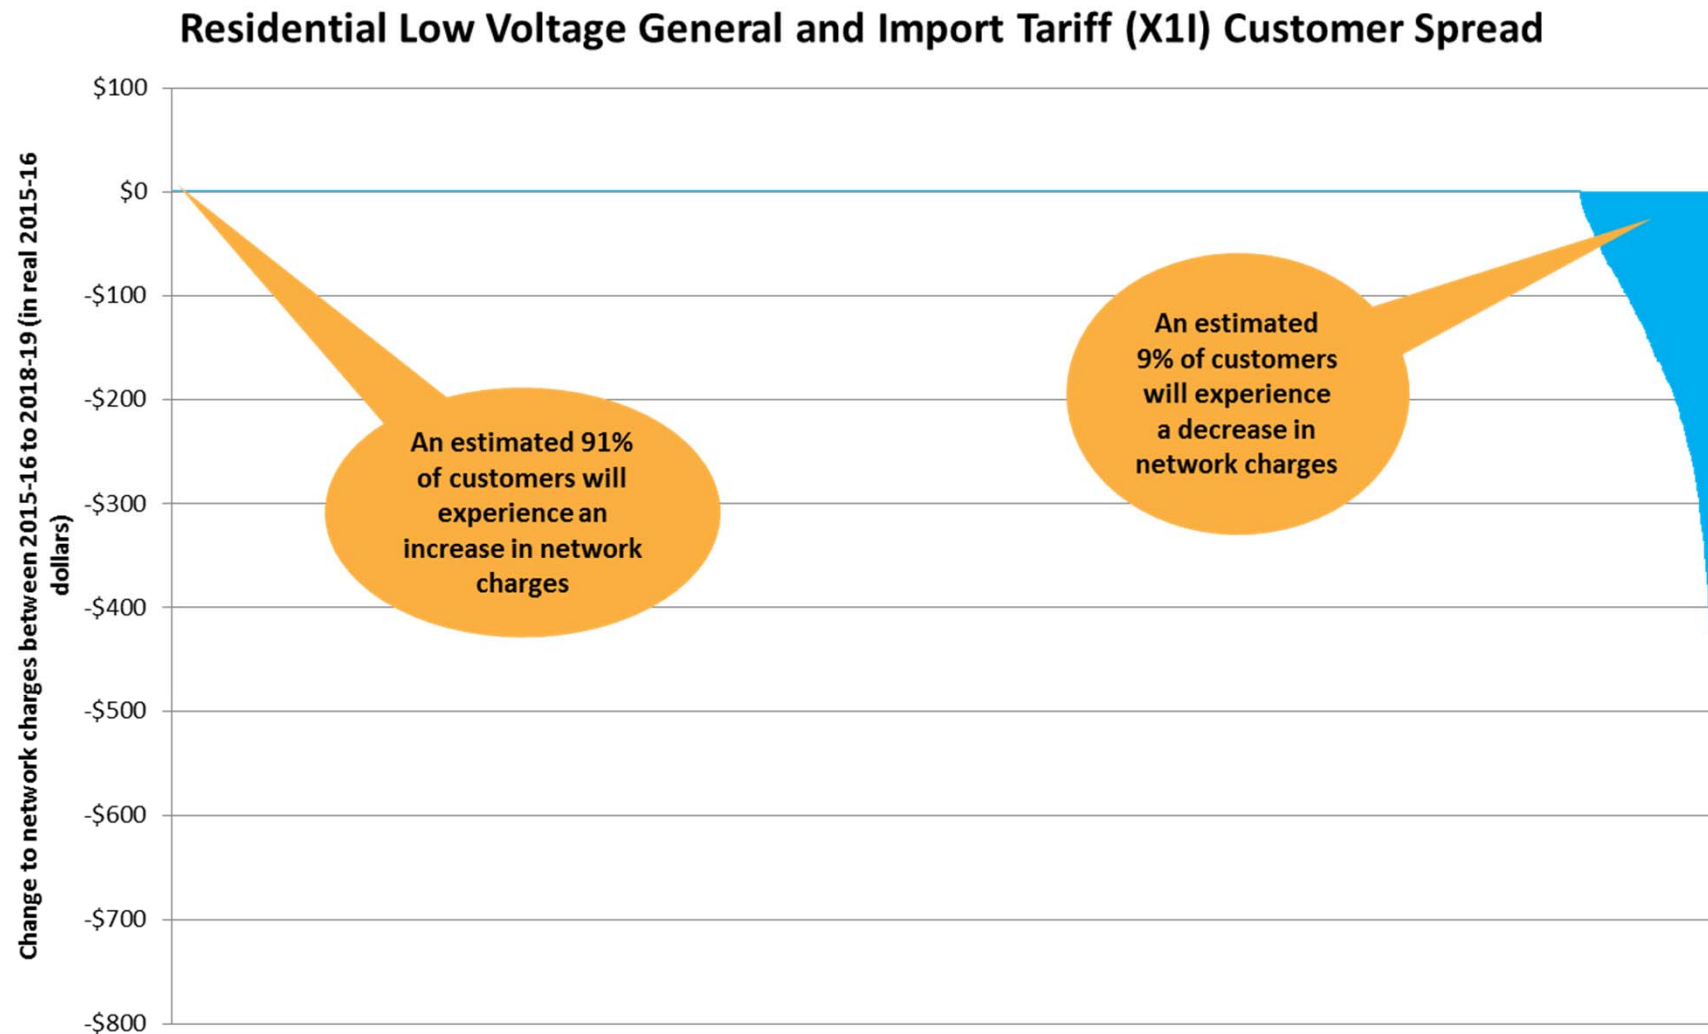 Residential Low Voltage General and Import Tariff (X1I) Customer Spread
Change to network charges between 2015-16 to 2018-19 (in real 2015-16
dollars)
$100
$0
-$100
-$200
-$300
-$400
-$500
-$600
-$700
-$800
An estimated 91%
of customers will
experience an
increase in network
charges
An estimated
9% of customers
will experience
a decrease in
network charges